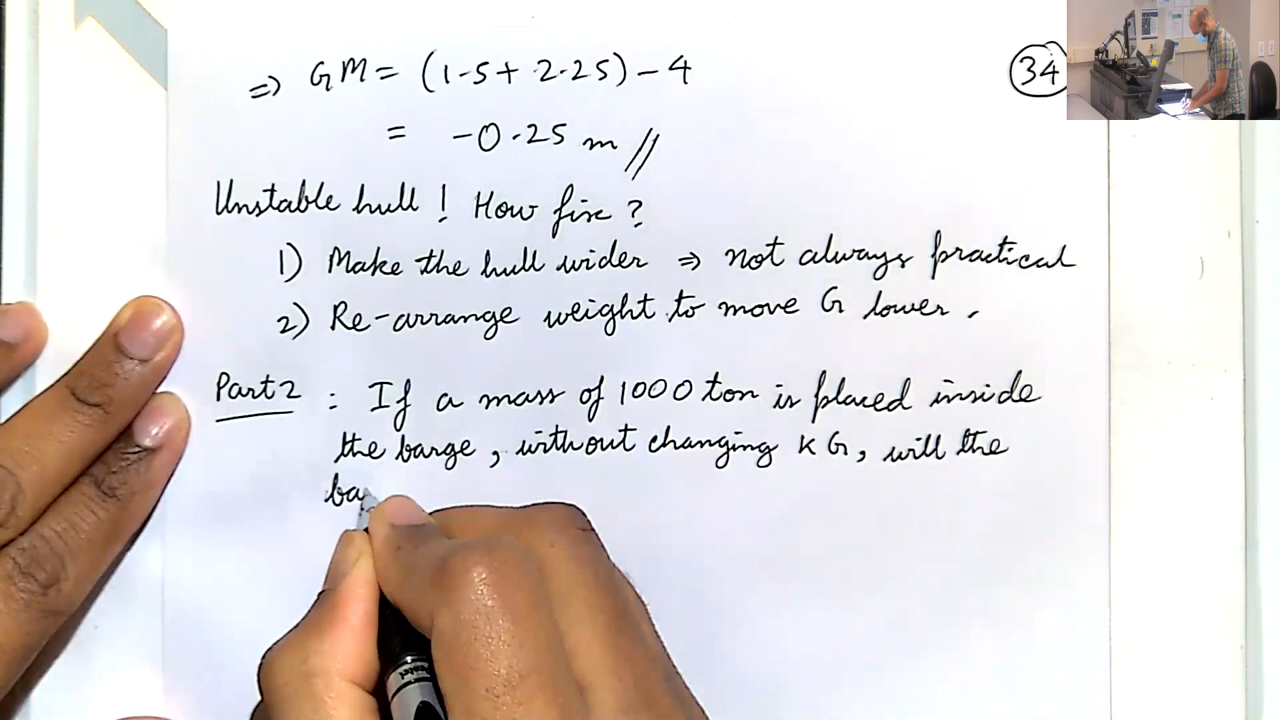 ⇒ GM = (1.5 + 2.25) - 4
34
= -0.25 m //
Unstable hull ! How fix ?
1) Make the hull wider ⇒ not always practical
2) Re-arrange weight to move G lower.
Part 2 : If a mass of 1000 ton is placed inside
the barge, without changing KG, will the
ba